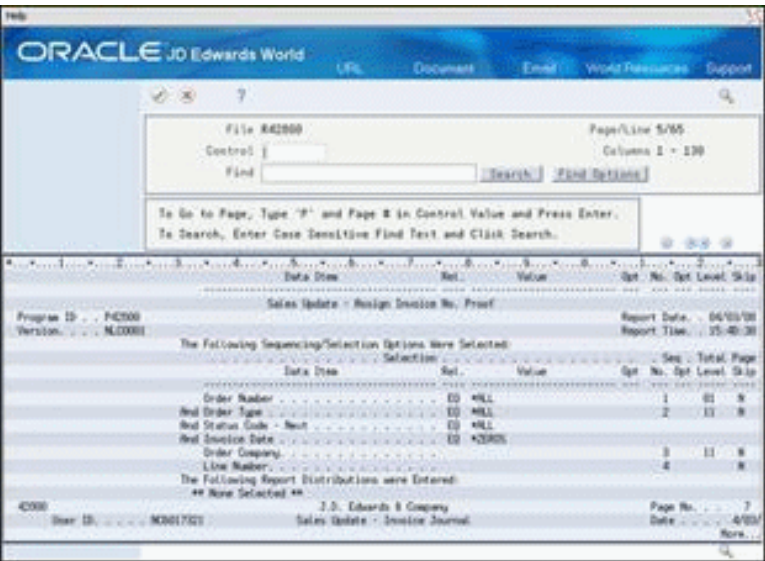 Help
ORACLE JD Edwards World
URL Document Email World Resources Support
?
File R42800 Page/Line 5/65
Control Columns 1 - 130
Find Search Find Options
To Go to Page, Type 'P' and Page # in Control Value and Press Enter.
To Search, Enter Case Sensitive Find Text and Click Search.
Data Item Rel. Value Opt No. Opt Level Skip
Sales Update - Assign Invoice No. Proof
Program ID . . P42800 Report Date. . 04/03/08
Version. . . . . Report Time. . 15:40:30
The Following Sequencing/Selection Options Were Selected:
Selection . Seq . Total Page
Data Item Rel. Value Opt No. Opt Level Skip
Order Number . . . . . . . . . . . . . . . EQ *ALL 1 01 N
And Order Type . . . . . . . . . . . . . . . EQ *ALL 2 11 N
And Status Code - Next . . . . . . . . . . . EQ *ALL
And Invoice Date . . . . . . . . . . . . . . EQ *ZEROS
Order Company. . . . . . . . . . . . . . . 3 11 N
Line Number. . . . . . . . . . . . . . . . 4 N
The Following Report Distributions were Entered:
** None Selected **
42800 J.D. Edwards & Company Page No. . . 7
User ID. . . . . Sales Update - Invoice Journal Date . . . . . 4/03/
More...